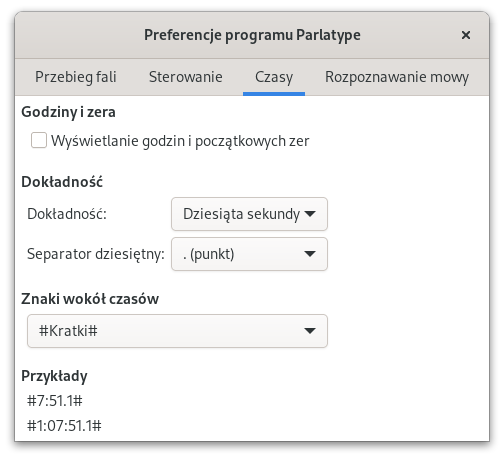 Preferencje programu Parlatype
Przebieg fali Sterowanie Czasy Rozpoznawanie mowy
Godziny i zera
Wyświetlanie godzin i początkowych zer
Dokładność
Dokładność: Dziesiąta sekundy
Separator dziesiętny: . (punkt)
Znaki wokół czasów
#Kratki#
Przykłady
#7:51.1#
#1:07:51.1#